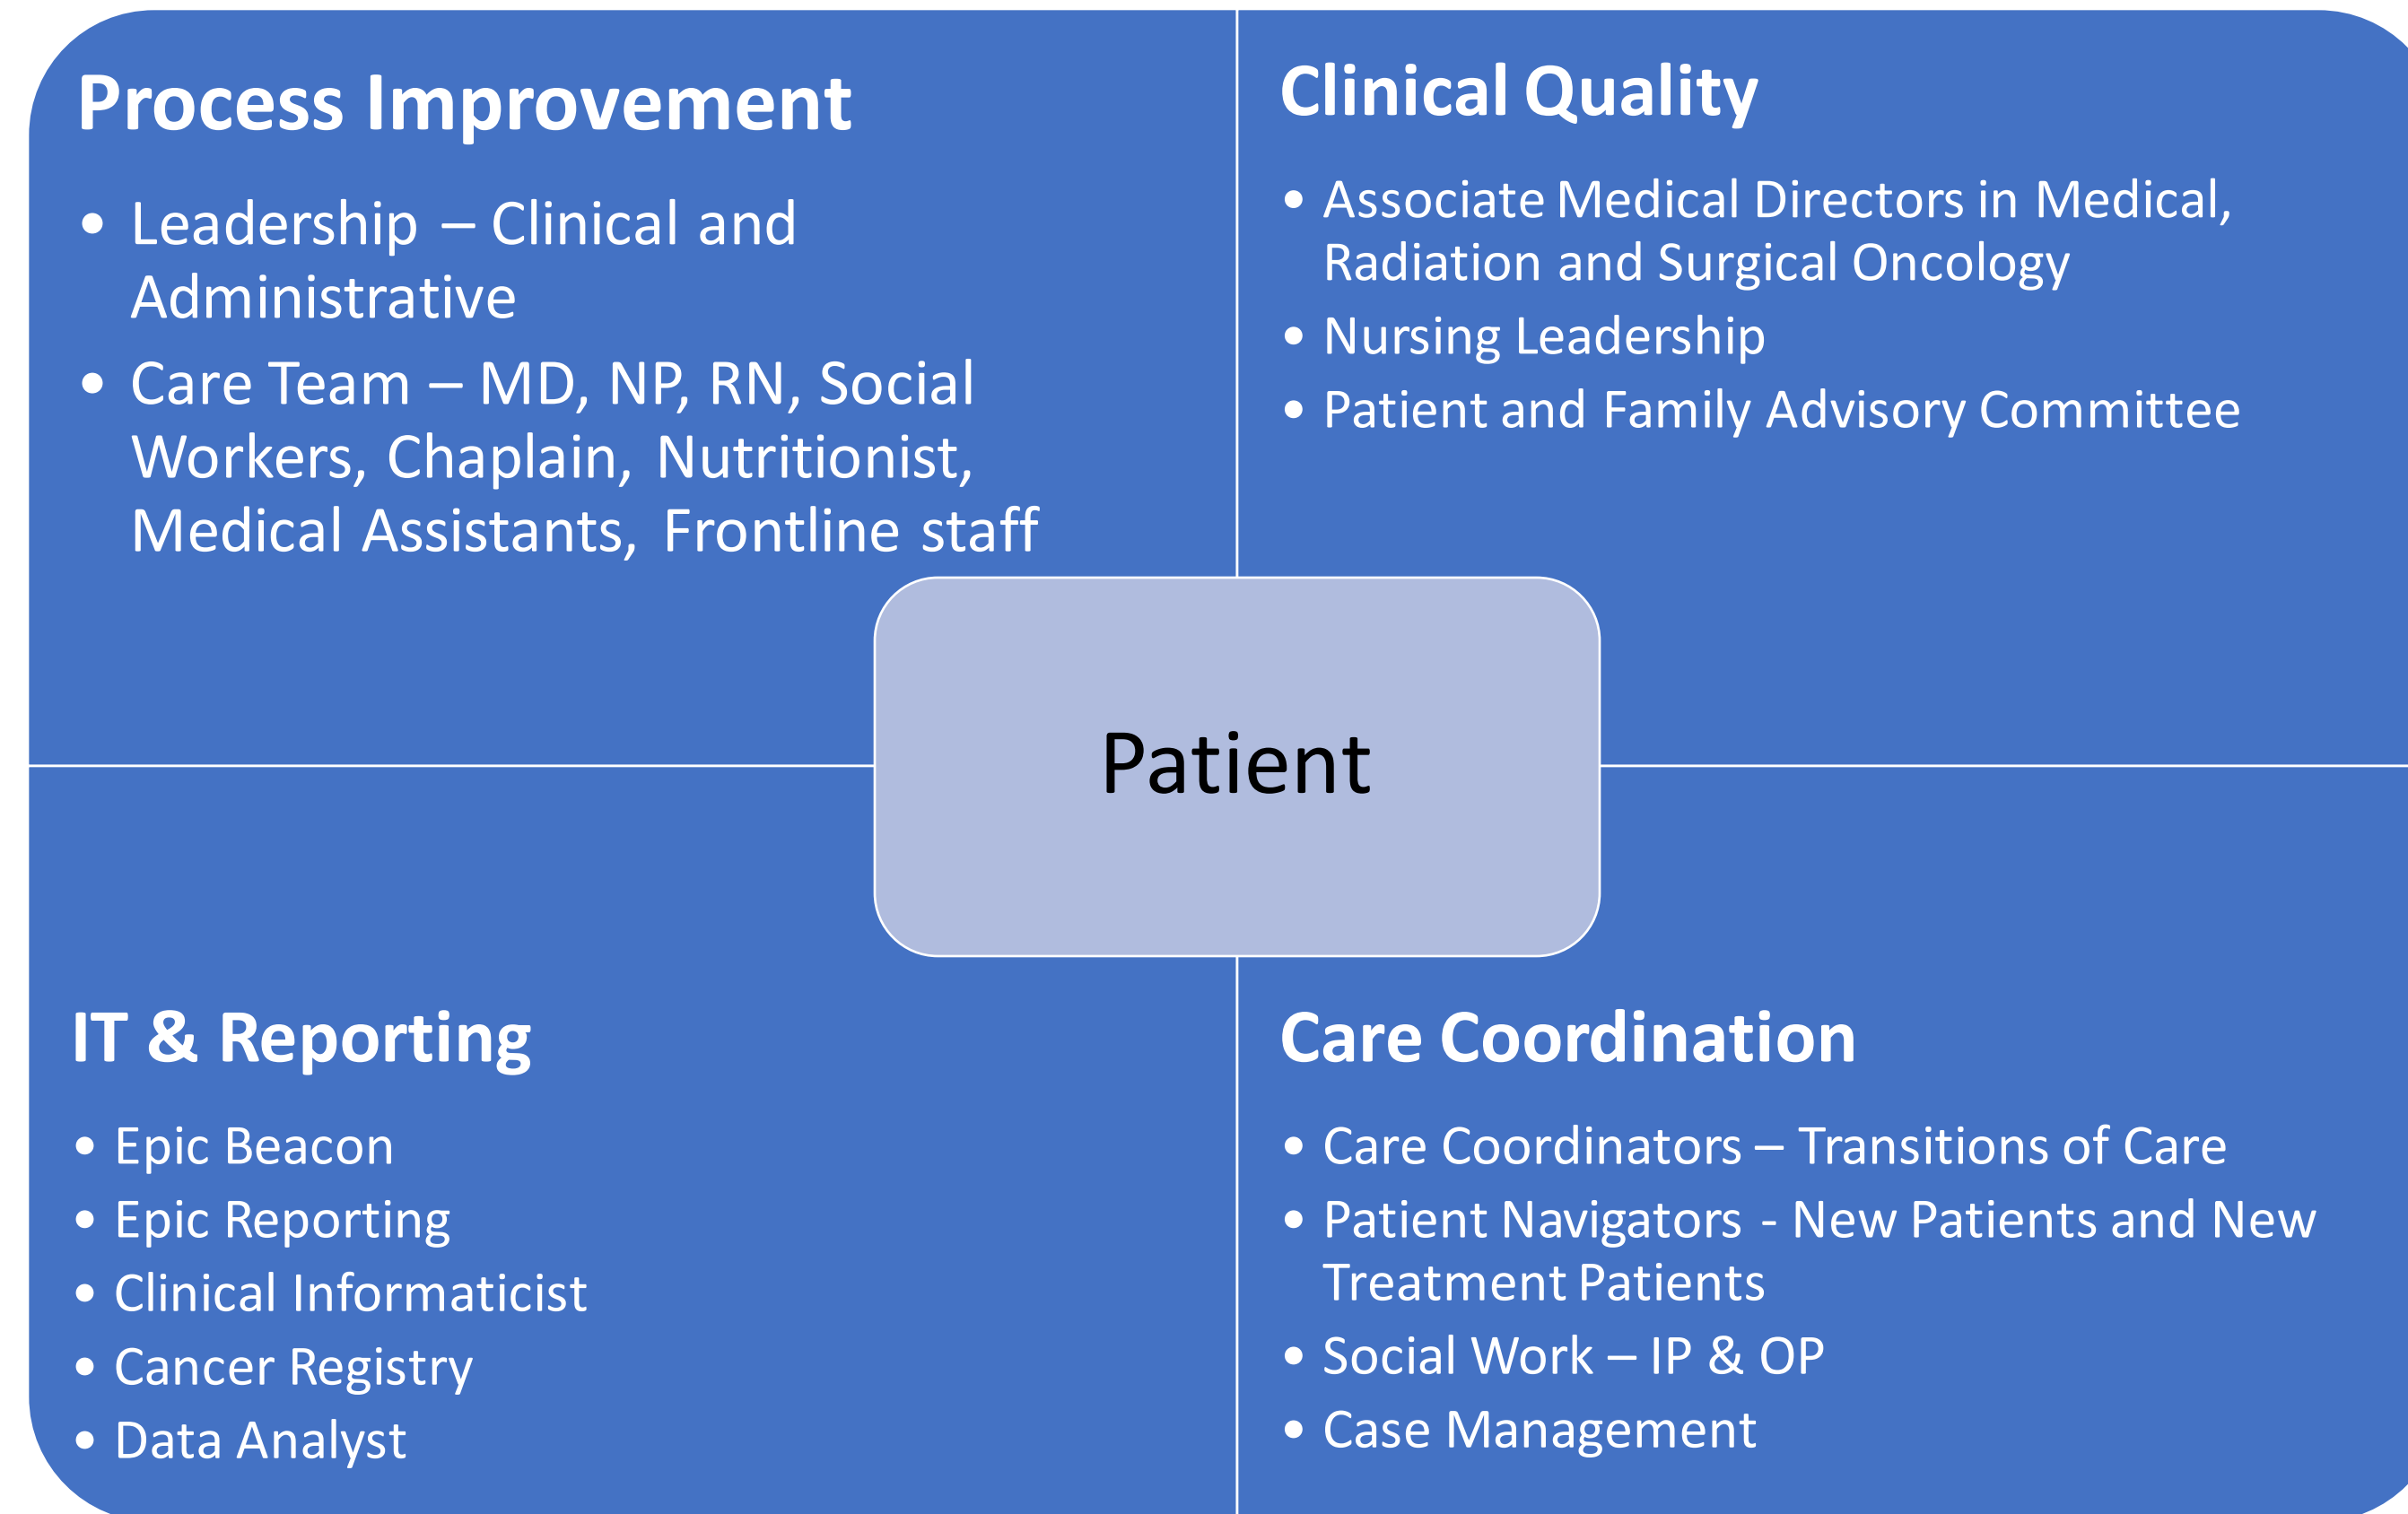 Process Improvement
• Leadership – Clinical and
Administrative
• Care Team – MD, NP, RN, Social
Workers, Chaplain, Nutritionist,
Medical Assistants, Frontline staff
Clinical Quality
• Associate Medical Directors in Medical,
Radiation and Surgical Oncology
• Nursing Leadership
• Patient and Family Advisory Committee
Patient
IT & Reporting
• Epic Beacon
• Epic Reporting
• Clinical Informaticist
• Cancer Registry
• Data Analyst
Care Coordination
• Care Coordinators – Transitions of Care
• Patient Navigators - New Patients and New
Treatment Patients
• Social Work – IP & OP
• Case Management